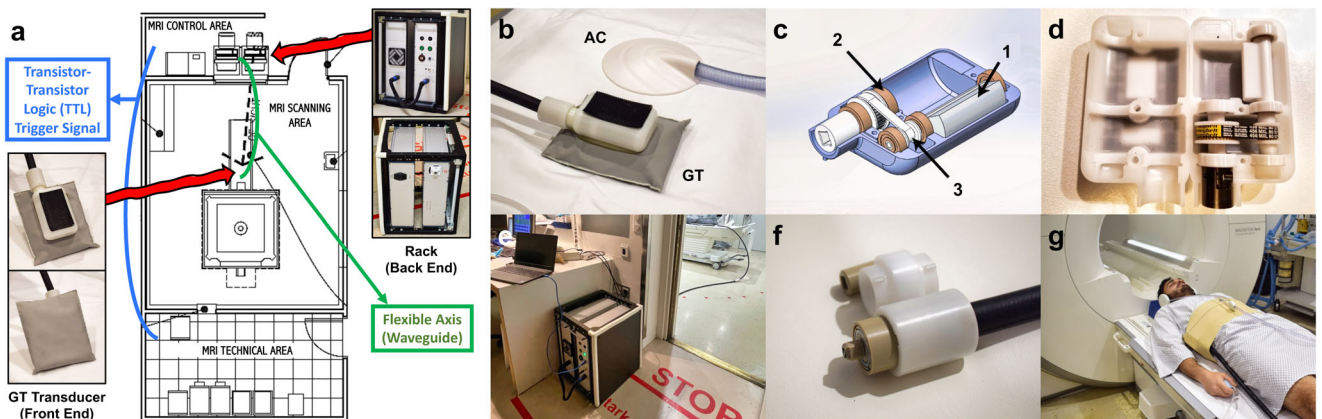 a
MRI CONTROL AREA
Transistor-
Transistor
Logic (TTL)
Trigger Signal
MRI SCANNING
AREA
Rack
(Back End)
Flexible Axis
(Waveguide)
MRI TECHNICAL AREA
GT Transducer
(Front End)
b
AC
GT
c
2
1
3
d
STOP
f
g